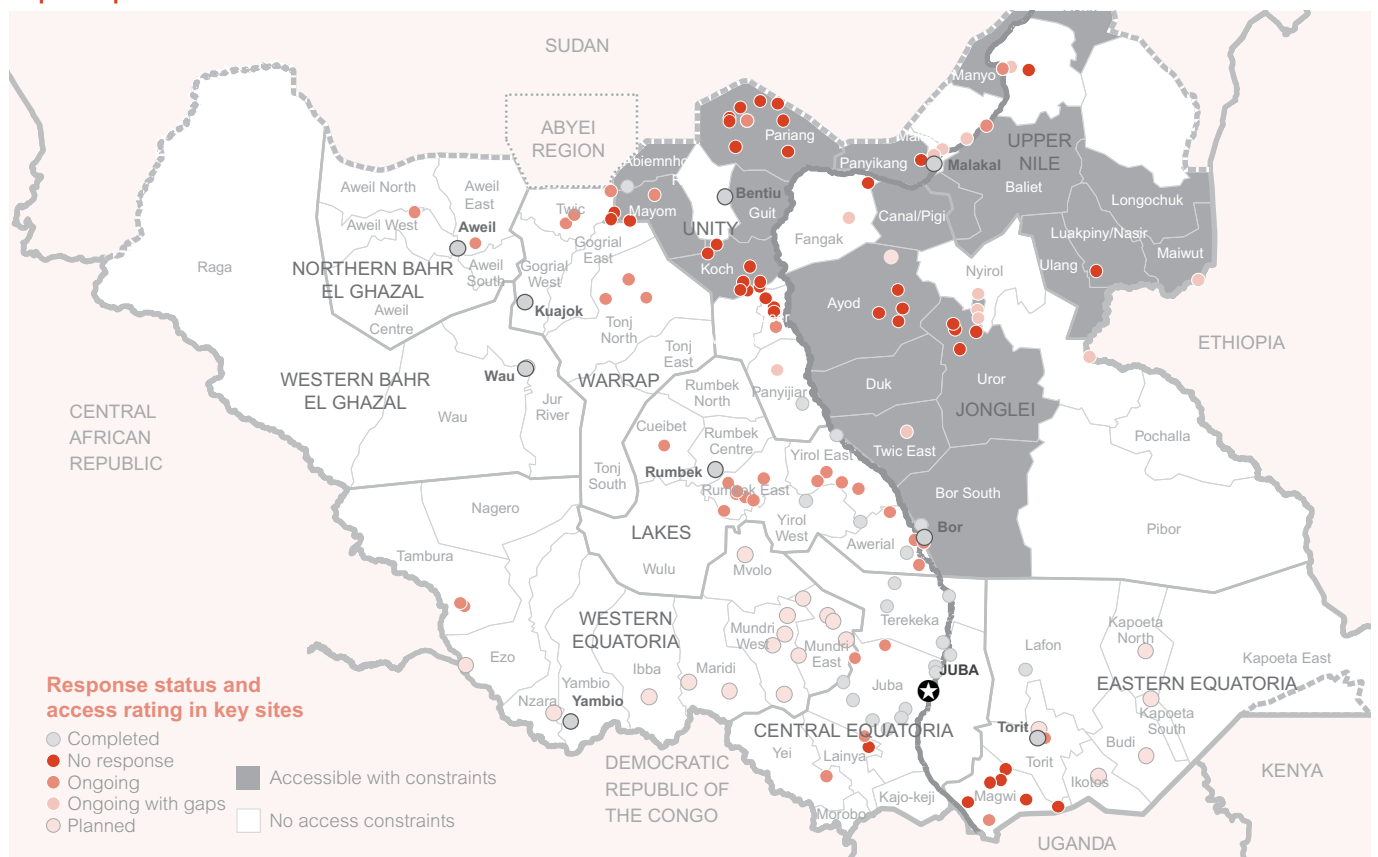 SUDAN
Manyo
ABYEI
REGION
Pariang
UPPER
NILE
Panyikang
Malakal
Aweil North
Aweil
East
Bentiu
Baliet
Longochuk
Twic
Mayom
Guit
Canal/Pigi
Aweil West
Aweil
UNITY
Fangak
Luakpiny/Nasir
Gogrial
East
Maiwut
Raga
NORTHERN BAHR
EL GHAZAL
Aweil
South
Gogrial
West
Koch
Nyirol
Ulang
Aweil
Centre
Kuajok
Ayod
Tonj
North
ETHIOPIA
Tonj
East
WESTERN BAHR
EL GHAZAL
Wau
WARRAP
Rumbek
North
Panyijiar
Duk
Uror
Jur
River
JONGLEI
CENTRAL
AFRICAN
REPUBLIC
Wau
Cueibet
Rumbek
Centre
Pochalla
Yirol East
Twic East
Tonj
South
Rumbek
Rumbek East
Bor South
Nagero
Yirol
West
Bor
Pibor
LAKES
Awerial
Tambura
Wulu
Mvolo
WESTERN
EQUATORIA
Mundri
West
Mundri
East
Terekeka
Kapoeta
North
Lafon
Ezo
Ibba
Maridi
JUBA
Kapoeta East
Juba
EASTERN EQUATORIA
Yambio
Nzara
Yambio
Kapoeta
South
Torit
CENTRAL EQUATORIA
Budi
Yei
Lainya
Torit
DEMOCRATIC
REPUBLIC OF
THE CONGO
Ikotos
KENYA
Magwi
Kajo-keji
Morobo
UGANDA
Response status and
access rating in key sites
Completed
No response
Ongoing
Ongoing with gaps
Planned
Accessible with constraints
No access constraints